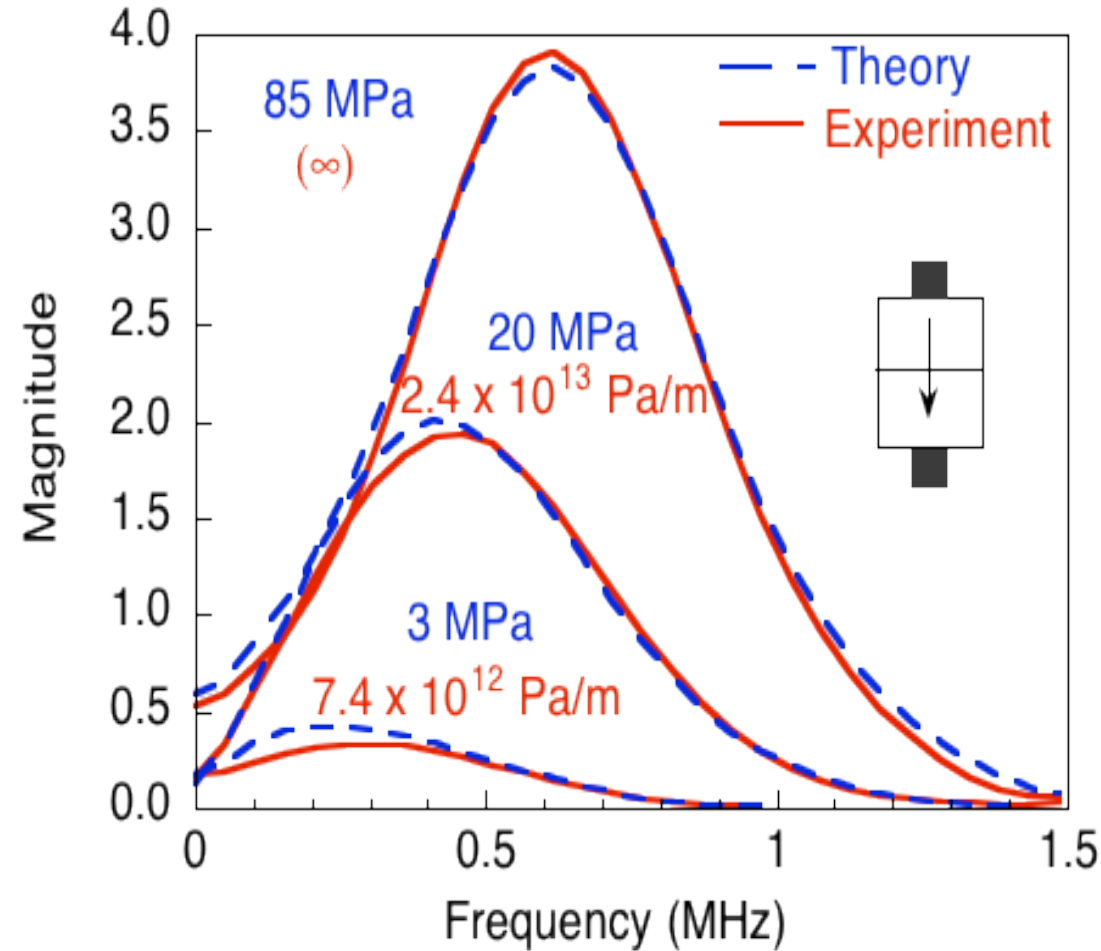 4.0
3.5
3.0
2.5
2.0
1.5
1.0
0.5
0.0
Magnitude
85 MPa
(∞)
Theory
Experiment
20 MPa
2.4 x 10¹³ Pa/m
3 MPa
7.4 x 10¹² Pa/m
0
0.5
1
1.5
Frequency (MHz)